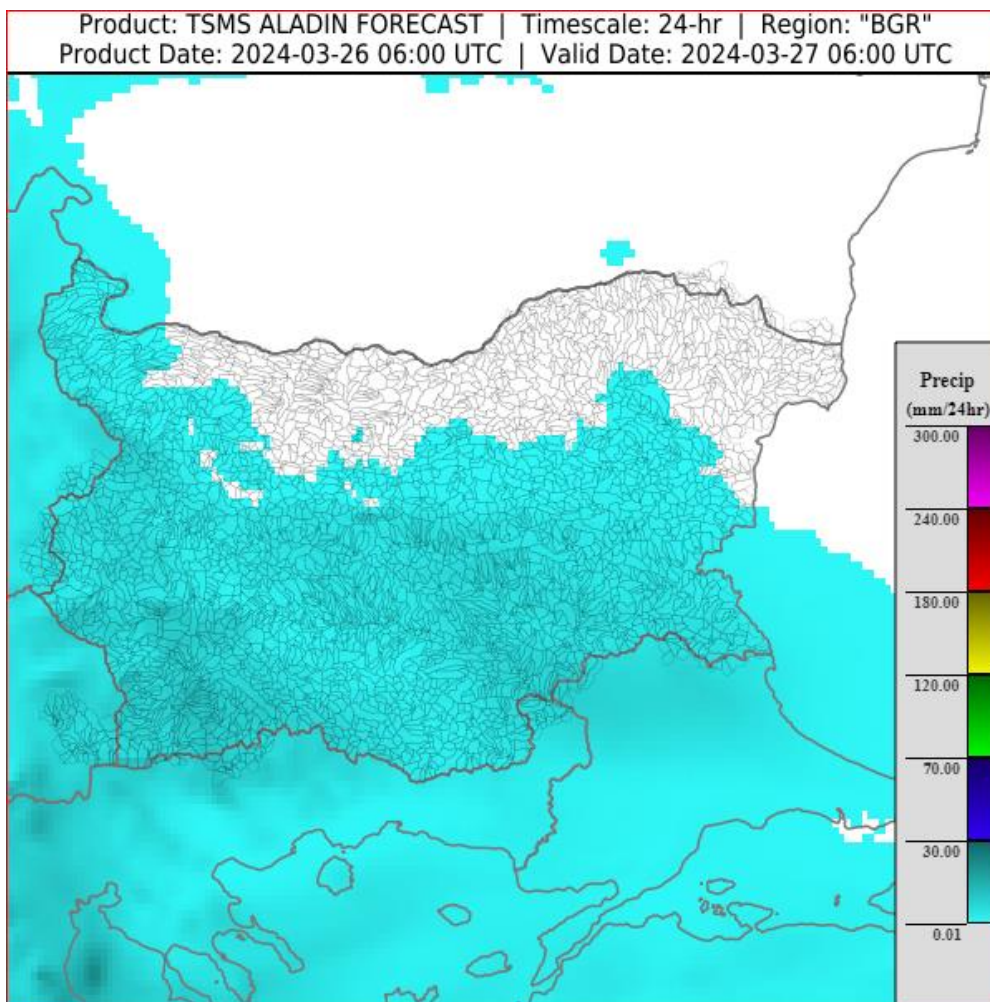 Product: TSMS ALADIN FORECAST | Timescale: 24-hr | Region: "BGR"
Product Date: 2024-03-26 06:00 UTC | Valid Date: 2024-03-27 06:00 UTC
Precip
(mm/24hr)
300.00
240.00
180.00
120.00
70.00
30.00
0.01